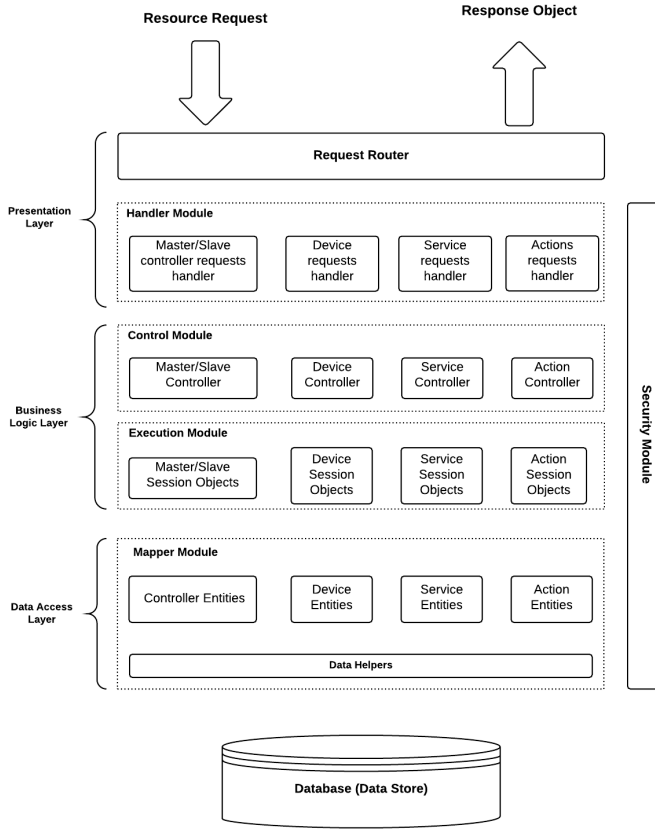 Resource Request
Response Object
Request Router
Presentation
Layer
Handler Module
Master/Slave
controller requests
handler
Device
requests
handler
Service
requests
handler
Actions
requests
handler
Control Module
Master/Slave
Controller
Device
Controller
Service
Controller
Action
Controller
Business
Logic Layer
Execution Module
Master/Slave
Session Objects
Device
Session
Objects
Service
Session
Objects
Action
Session
Objects
Security Module
Mapper Module
Controller Entities
Device
Entities
Service
Entities
Action
Entities
Data Access
Layer
Data Helpers
Database (Data Store)